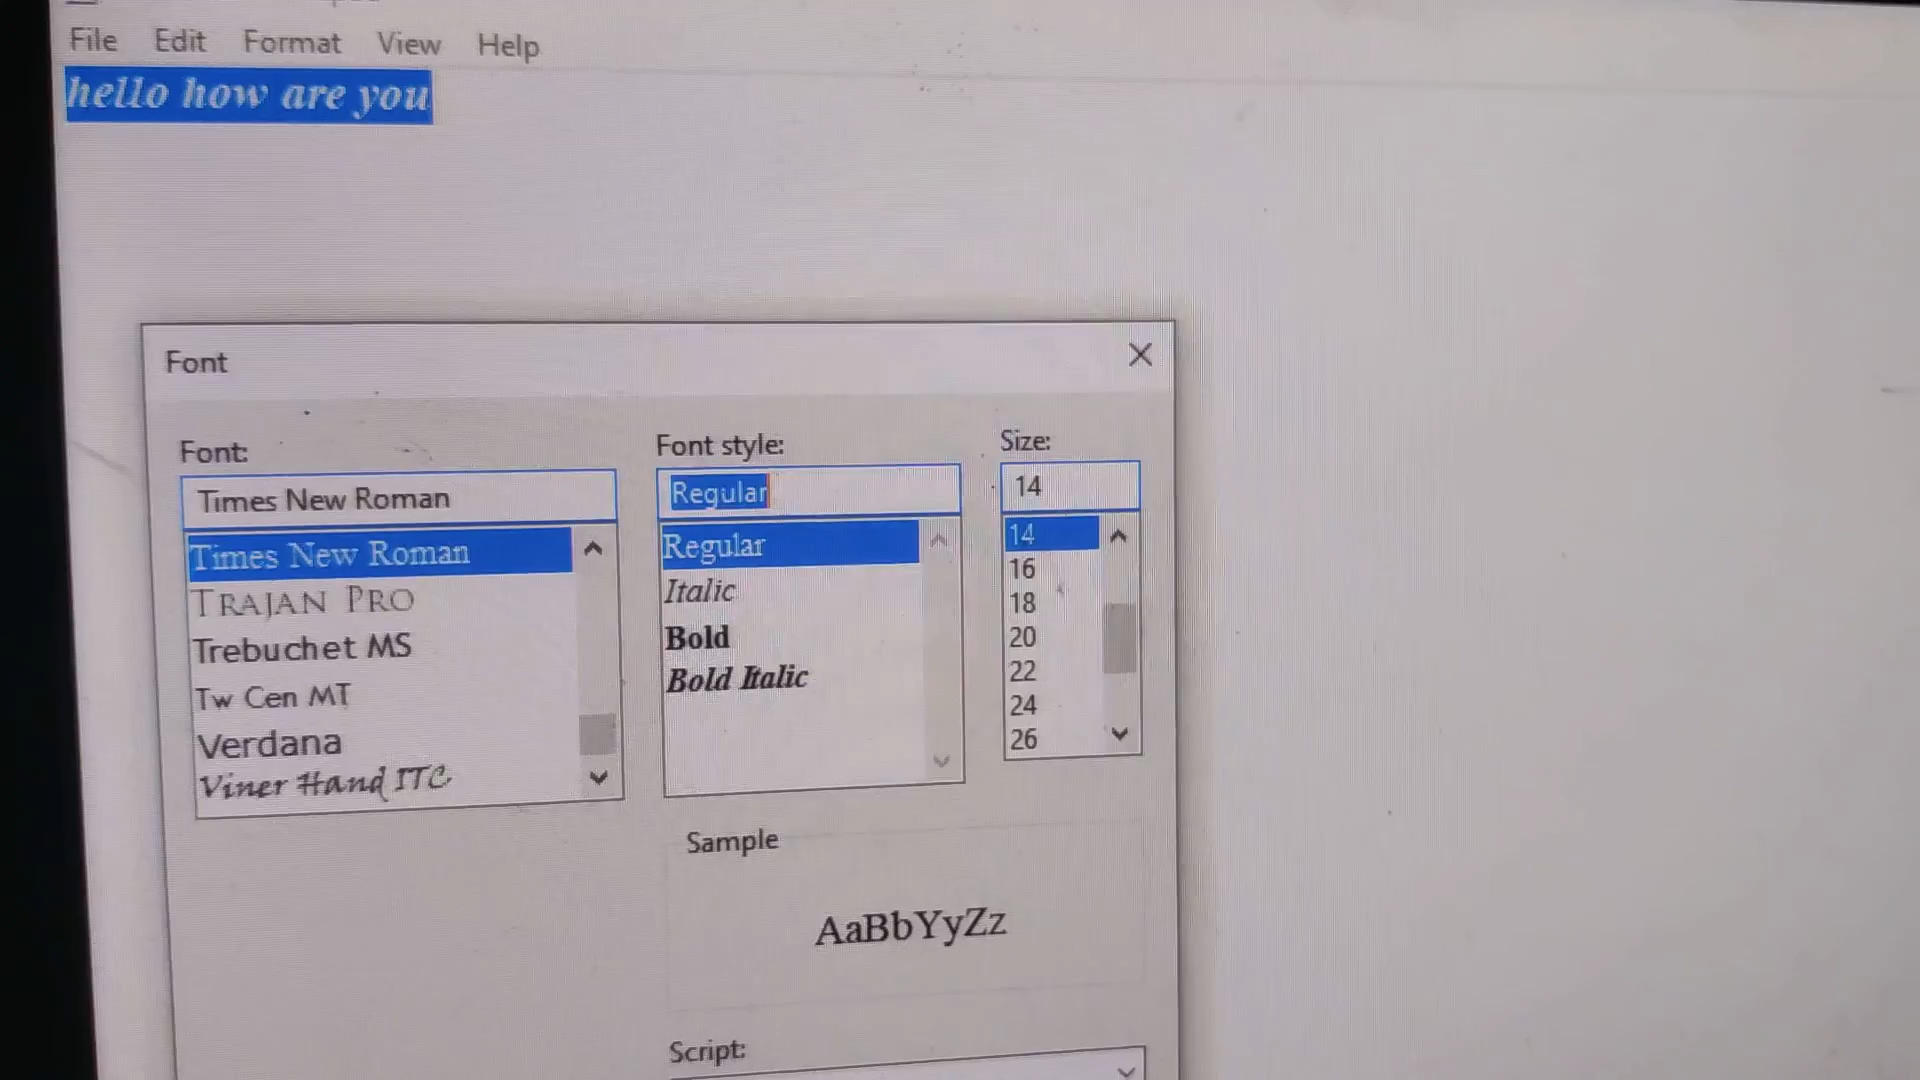 File Edit Format View Help
hello how are you
Font
Font: Font style: Size:
Times New Roman Regular 14
Times New Roman Regular 14
TRAJAN PRO Italic 16
Trebuchet MS Bold 18
Tw Cen MT Bold Italic 20
Verdana 22
Viner Hand ITC 24
26
Sample
AaBbYyZz
Script: